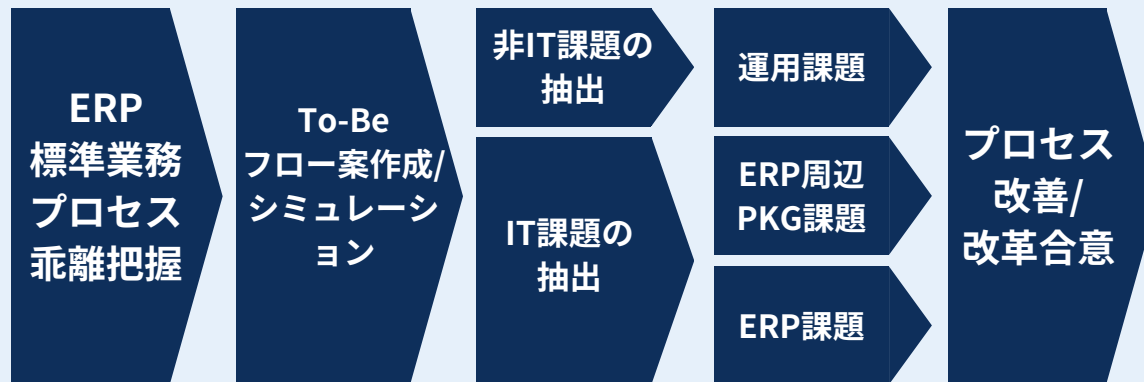 ERP
標準業務
プロセス
乖離把握
To-Be
フロー案作成/
シミュレーシ
ョン
非IT課題の
抽出
IT課題の
抽出
運用課題
ERP周辺
PKG課題
ERP課題
プロセス
改善/
改革合意